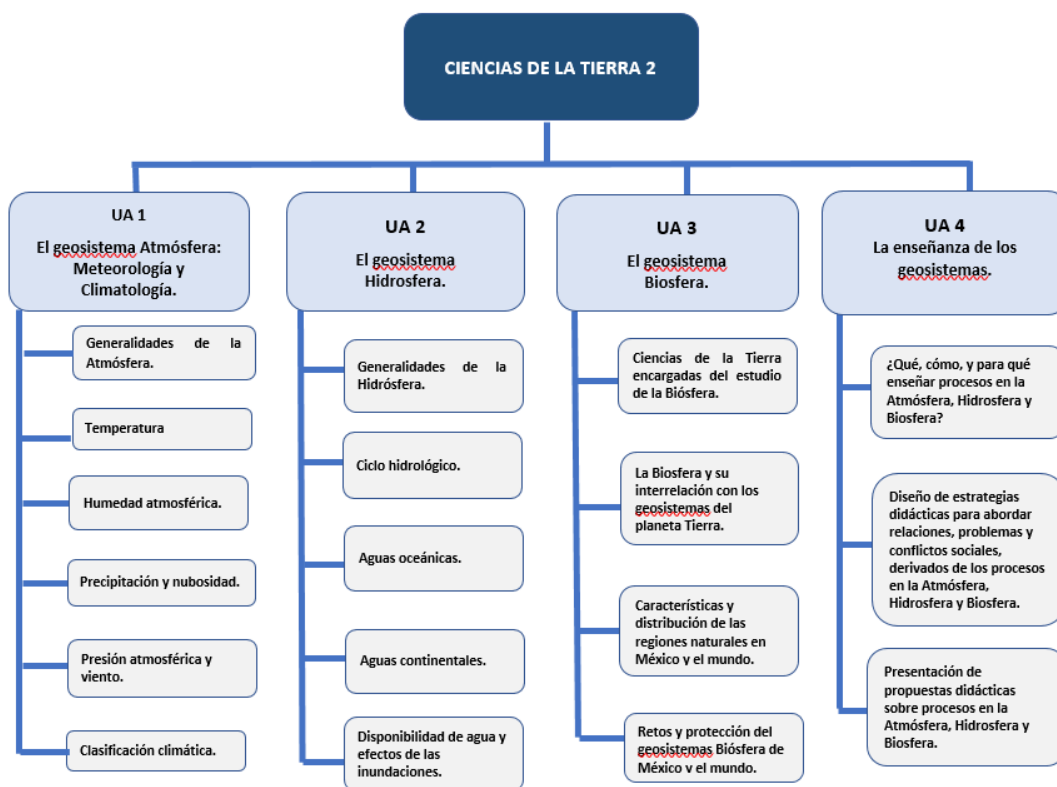 CIENCIAS DE LA TIERRA 2
UA 1
El geosistema Atmósfera:
Meteorología y
Climatología.
Generalidades de la
Atmósfera.
Temperatura
Humedad atmosférica.
Precipitación y nubosidad.
Presión atmosférica y
viento.
Clasificación climática.
UA 2
El geosistema
Hidrosfera.
Generalidades de la
Hidrósfera.
Ciclo hidrológico.
Aguas oceánicas.
Aguas continentales.
Disponibilidad de agua y
efectos de las
inundaciones.
UA 3
El geosistema
Biosfera.
Ciencias de la Tierra
encargadas del estudio
de la Biósfera.
La Biosfera y su
interrelación con los
geosistemas del
planeta Tierra.
Características y
distribución de las
regiones naturales en
México y el mundo.
Retos y protección del
geosistemas Biósfera de
México y el mundo.
UA 4
La enseñanza de los
geosistemas.
¿Qué, cómo, y para qué
enseñar procesos en la
Atmósfera, Hidrosfera y
Biosfera?
Diseño de estrategias
didácticas para abordar
relaciones, problemas y
conflictos sociales,
derivados de los procesos
en la Atmósfera,
Hidrosfera y Biosfera.
Presentación de
propuestas didácticas
sobre procesos en la
Atmósfera, Hidrosfera y
Biosfera.